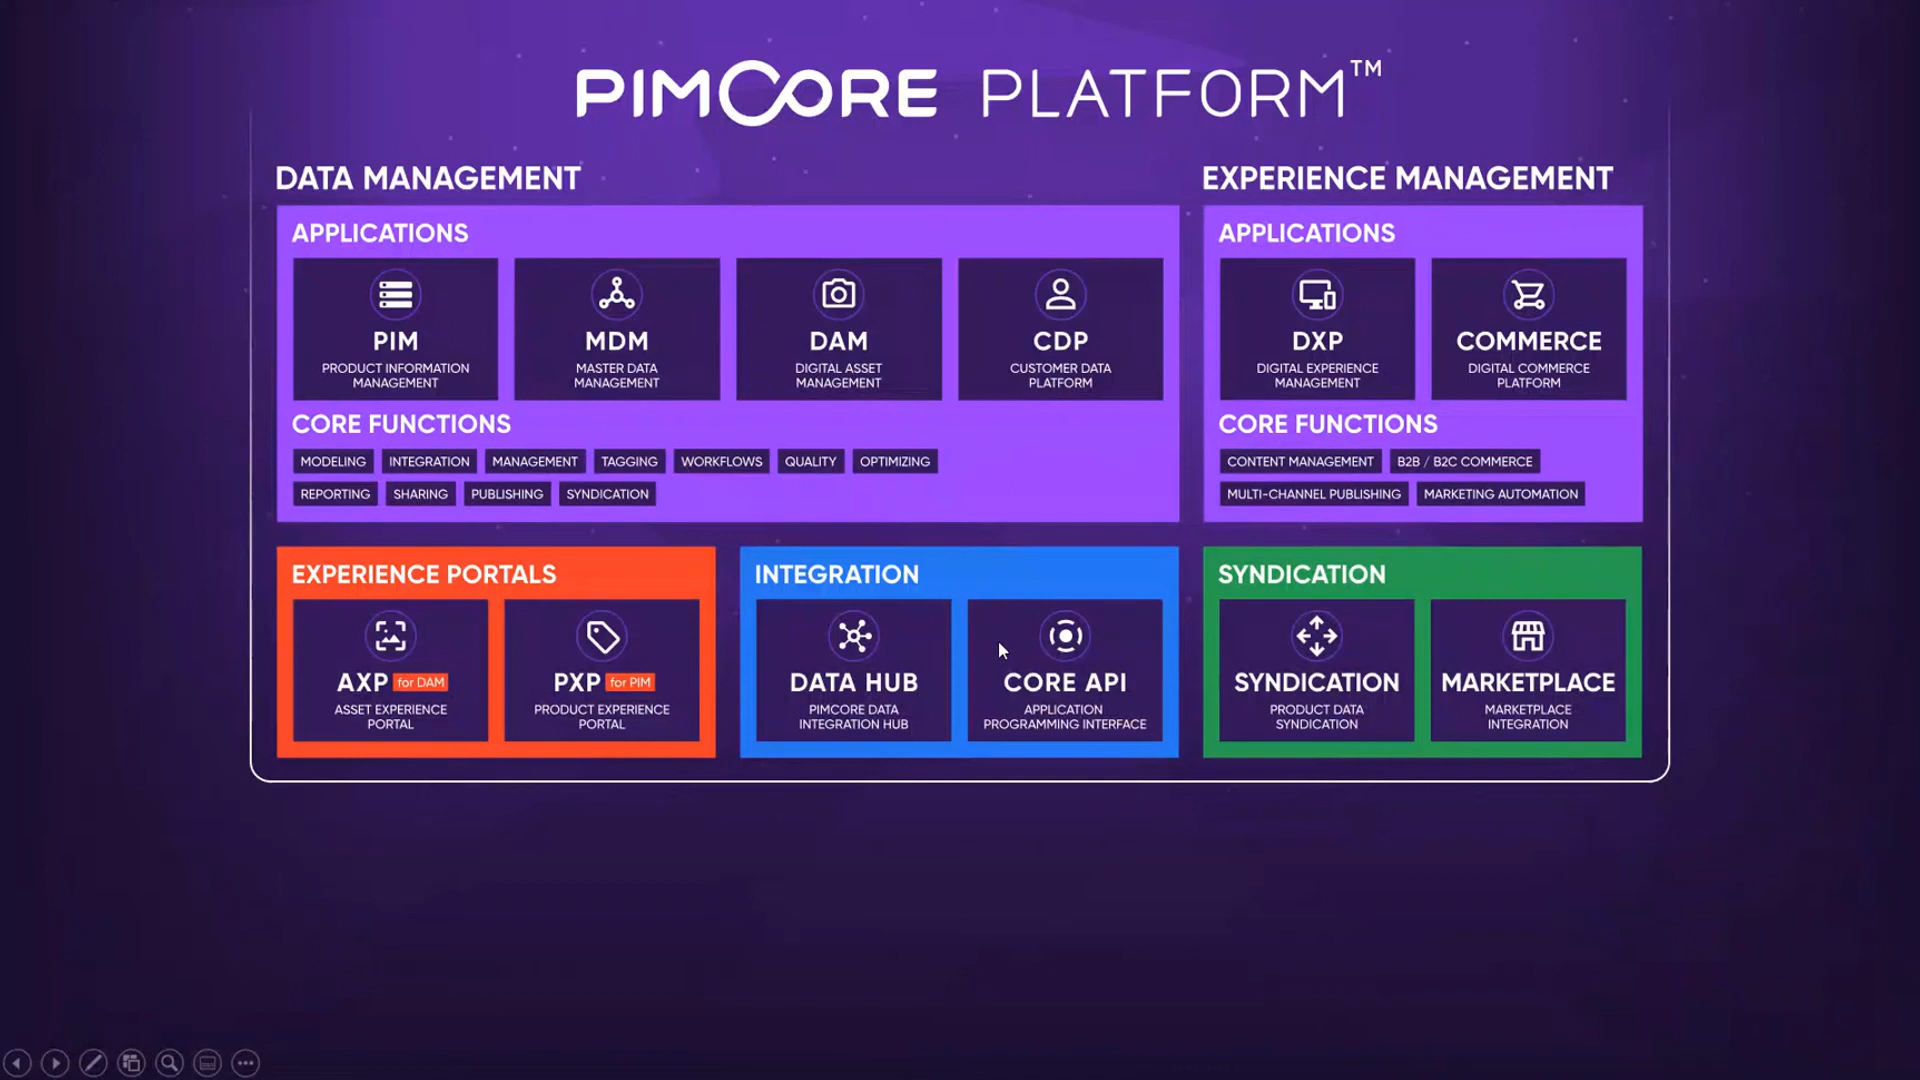 PIMCORE PLATFORM™
DATA MANAGEMENT
APPLICATIONS
PIM
PRODUCT INFORMATION
MANAGEMENT
MDM
MASTER DATA
MANAGEMENT
DAM
DIGITAL ASSET
MANAGEMENT
CDP
CUSTOMER DATA
PLATFORM
CORE FUNCTIONS
MODELING INTEGRATION MANAGEMENT TAGGING WORKFLOWS QUALITY OPTIMIZING
REPORTING SHARING PUBLISHING SYNDICATION
EXPERIENCE MANAGEMENT
APPLICATIONS
DXP
DIGITAL EXPERIENCE
MANAGEMENT
COMMERCE
DIGITAL COMMERCE
PLATFORM
CORE FUNCTIONS
CONTENT MANAGEMENT B2B / B2C COMMERCE
MULTI-CHANNEL PUBLISHING MARKETING AUTOMATION
EXPERIENCE PORTALS
AXP for DAM
ASSET EXPERIENCE
PORTAL
PXP for PIM
PRODUCT EXPERIENCE
PORTAL
INTEGRATION
DATA HUB
PIMCORE DATA
INTEGRATION HUB
CORE API
APPLICATION
PROGRAMMING INTERFACE
SYNDICATION
SYNDICATION
PRODUCT DATA
SYNDICATION
MARKETPLACE
MARKETPLACE
INTEGRATION